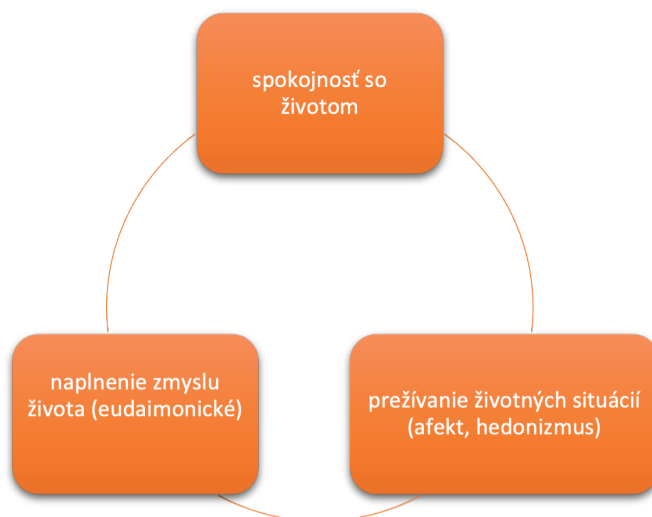 spokojnosť so
životom
naplnenie zmyslu
života (eudaimonické)
prežívanie životných situácií
(afekt, hedonizmus)